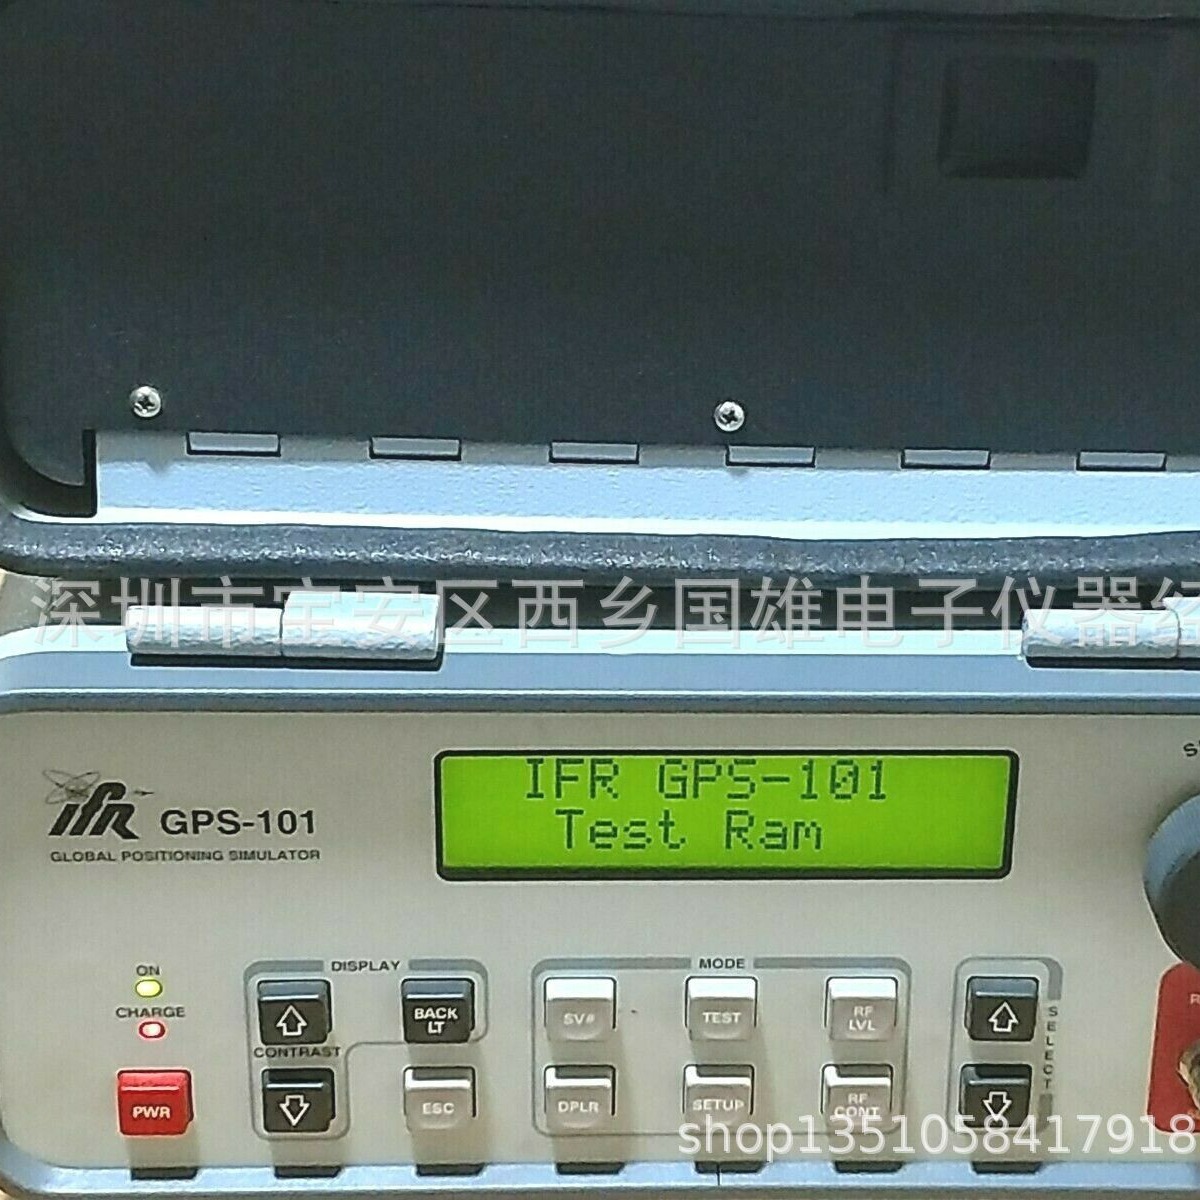 深圳市宝安区西乡国雄电子仪器经
ifr GPS-101
GLOBAL POSITIONING SIMULATOR
IFR GPS-101
Test Ram
ON
CHARGE
PWR
DISPLAY
BACK
LT
CONTRAST
ESC
MODE
SV#
TEST
RF
LVL
DPLR
SETUP
RF
CONT
SELECT
shop1351058417918